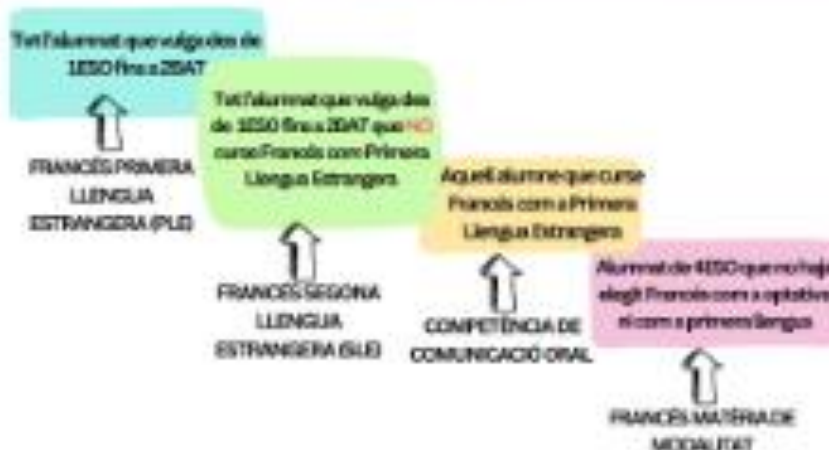 Tot l'alumnat que vulga des de
1ESO fins a 2BAT
FRANCÉS PRIMERA
LLENGUA
ESTRANGERA (PLE)
Tot l'alumnat que vulga des
de 1ESO fins a 2BAT que NO
curse Francés com Primera
Llengua Estrangera
FRANCÉS SEGONA
LLENGUA
ESTRANGERA (SLE)
Aquell alumne que curse
Francés com a Primera
Llengua Estrangera
COMPETÈNCIA DE
COMUNICACIÓ ORAL
Alumnat de 4ESO que no haja
elegit Francés com a optativa
ni com a primera llengua
FRANCÉS MATÈRIA DE
MODALITAT